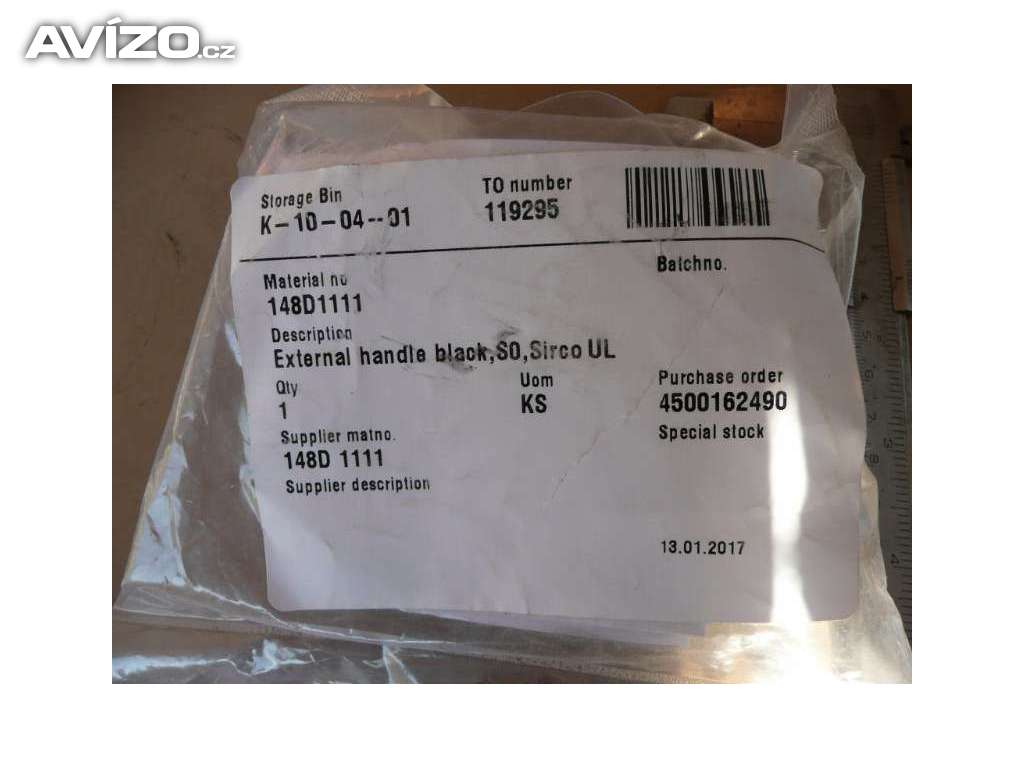 AVÍZO.cz
Storage Bin
K-10-04--01
TO number
119295
Material no
148D1111
Batchno.
Description
External handle black,S0,Sirco UL
Qty
1
Uom
KS
Purchase order
4500162490
Supplier matno.
148D 1111
Special stock
Supplier description
13.01.2017